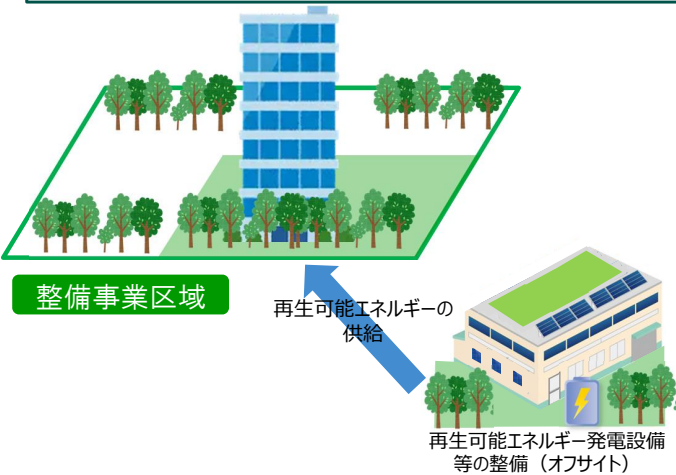 整備事業区域
再生可能エネルギーの
供給
再生可能エネルギー発電設備
等の整備（オフサイト）